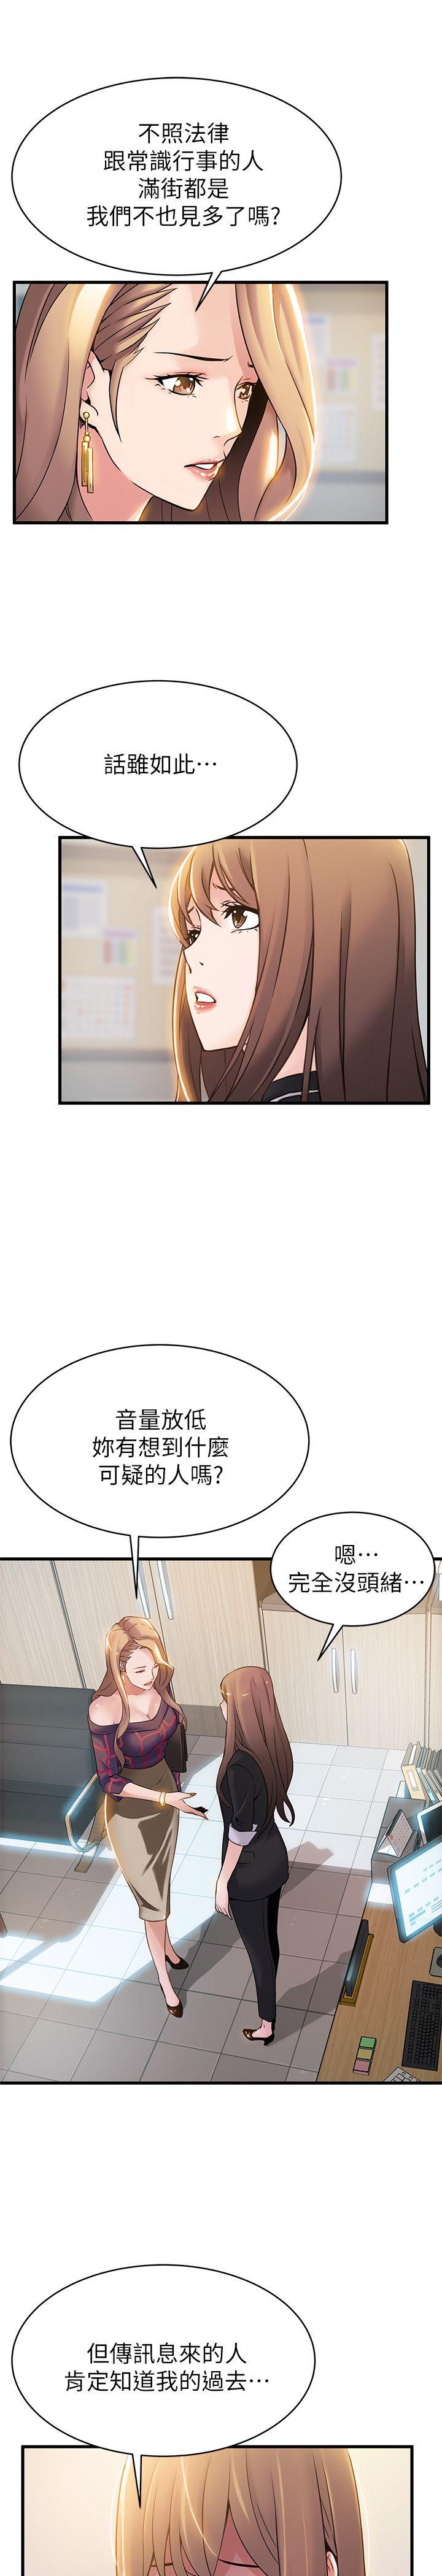 不照法律
跟常識行事的人
滿街都是
我們不也見多了嗎?
話雖如此…
音量放低
妳有想到什麼
可疑的人嗎?
嗯…
完全沒頭緒…
但傳訊息來的人
肯定知道我的過去…